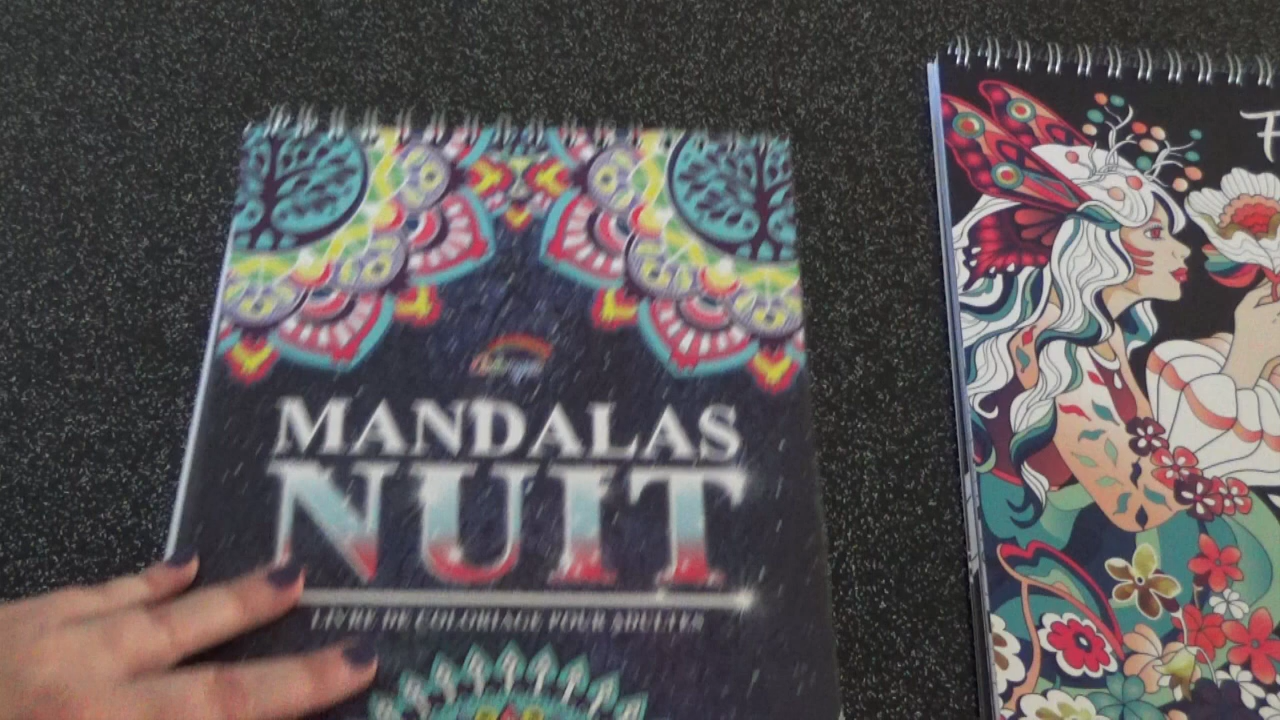 MANDALAS
NUIT
LIVRE DE COLORIAGE POUR ADULTES
F